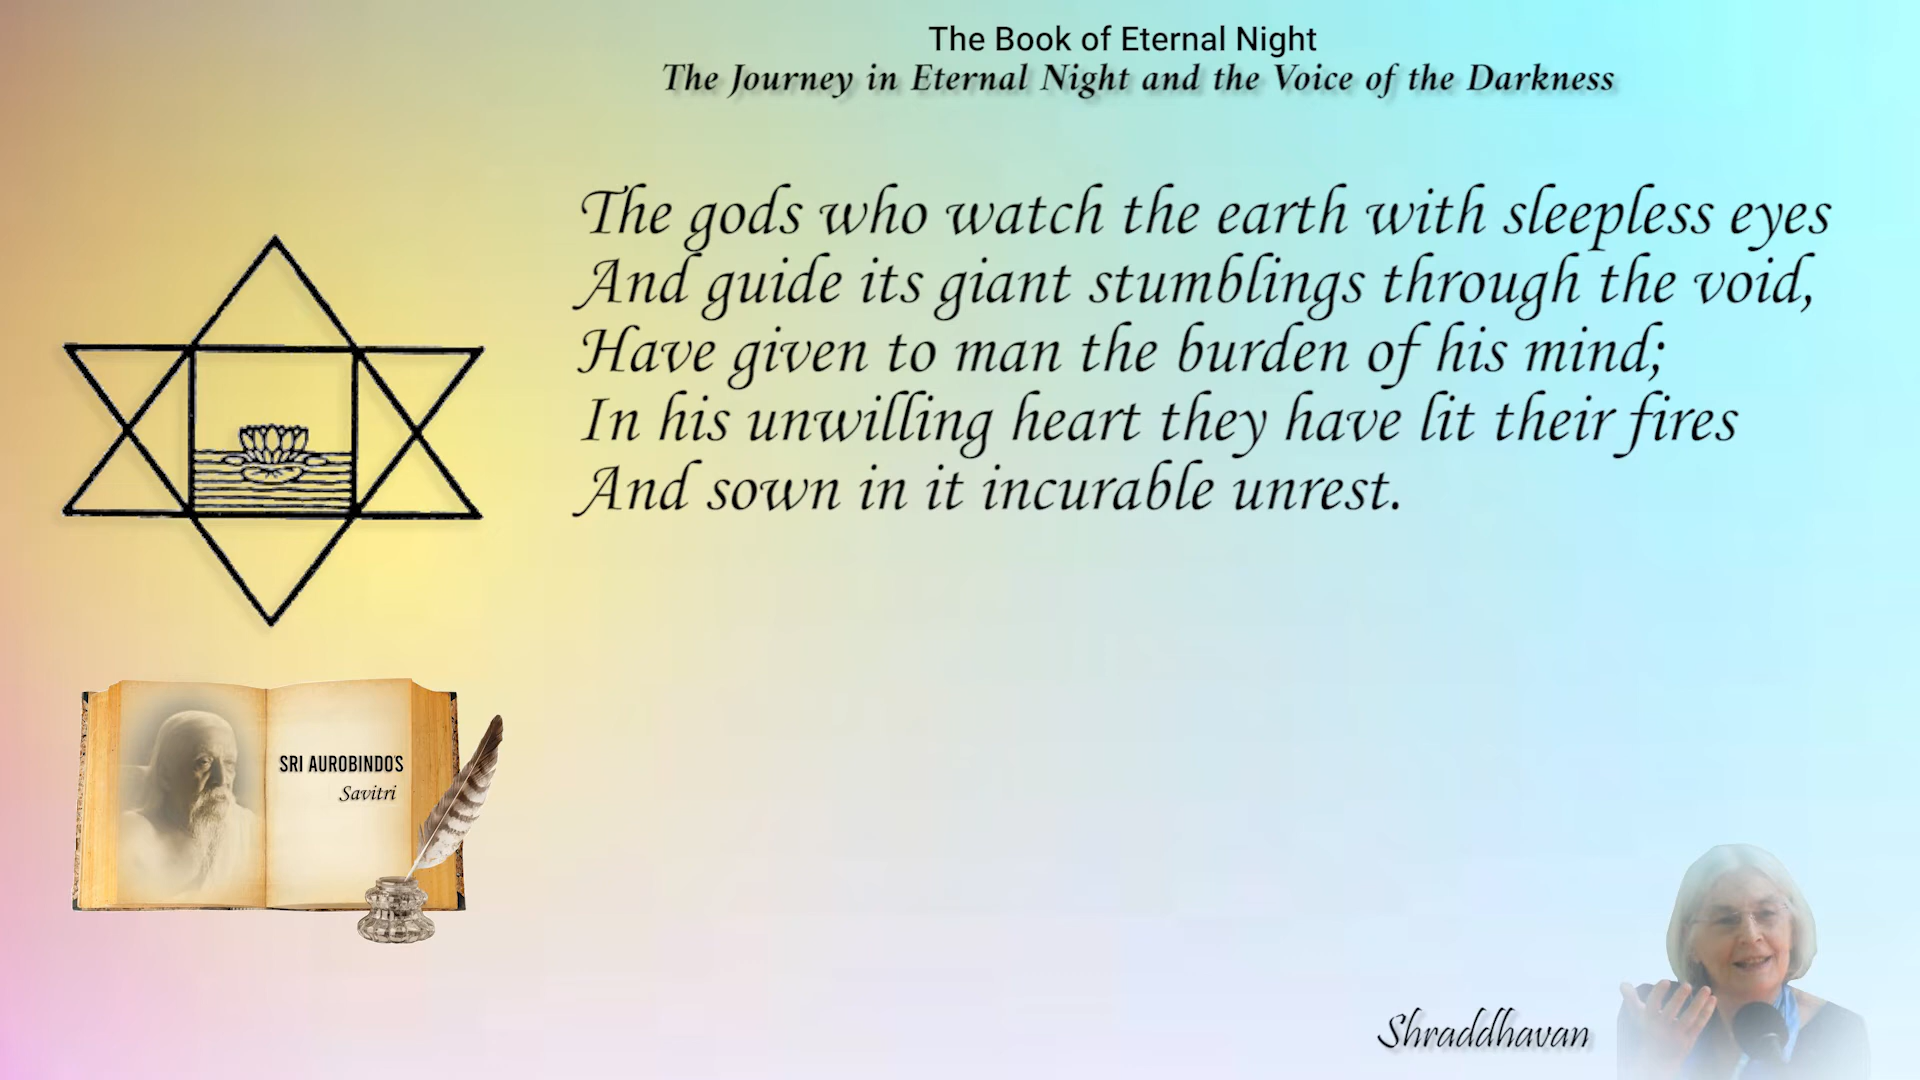 The Book of Eternal Night
The Journey in Eternal Night and the Voice of the Darkness
The gods who watch the earth with sleepless eyes
And guide its giant stumblings through the void,
Have given to man the burden of his mind;
In his unwilling heart they have lit their fires
And sown in it incurable unrest.
SRI AUROBINDO'S
Savitri
Shraddhavan